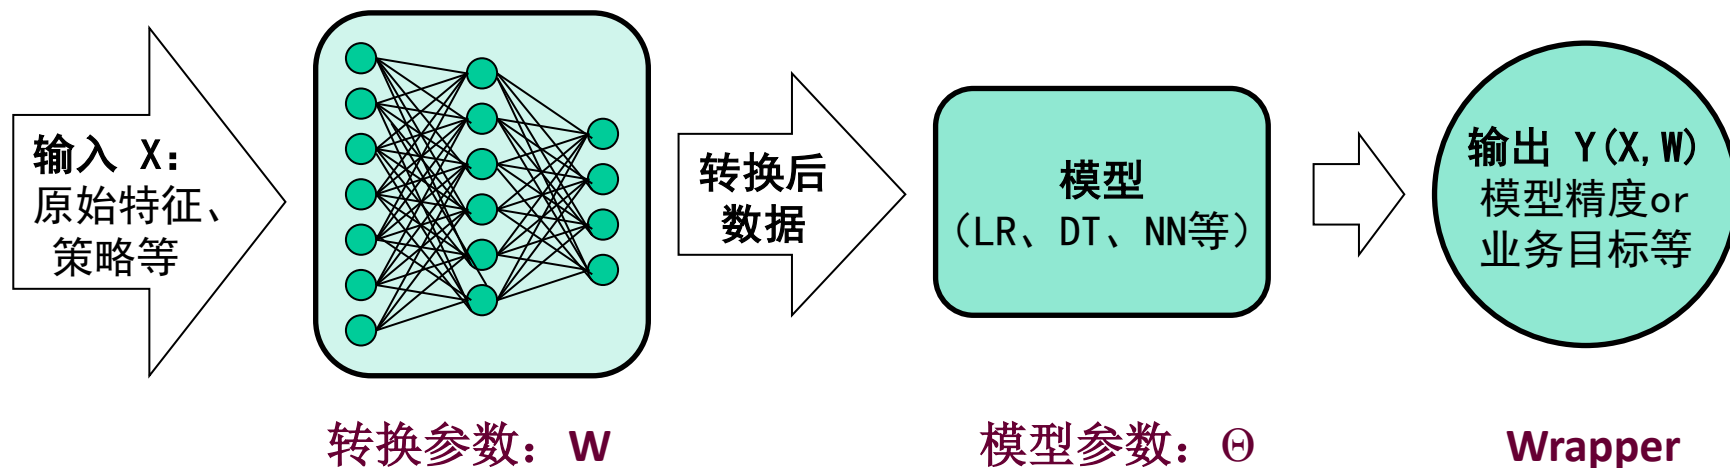 输入 X:
原始特征、
策略等
转换后
数据
模型
（LR、DT、NN等）
输出 Y(X,W)
模型精度or
业务目标等
转换参数：W
模型参数：Θ
Wrapper